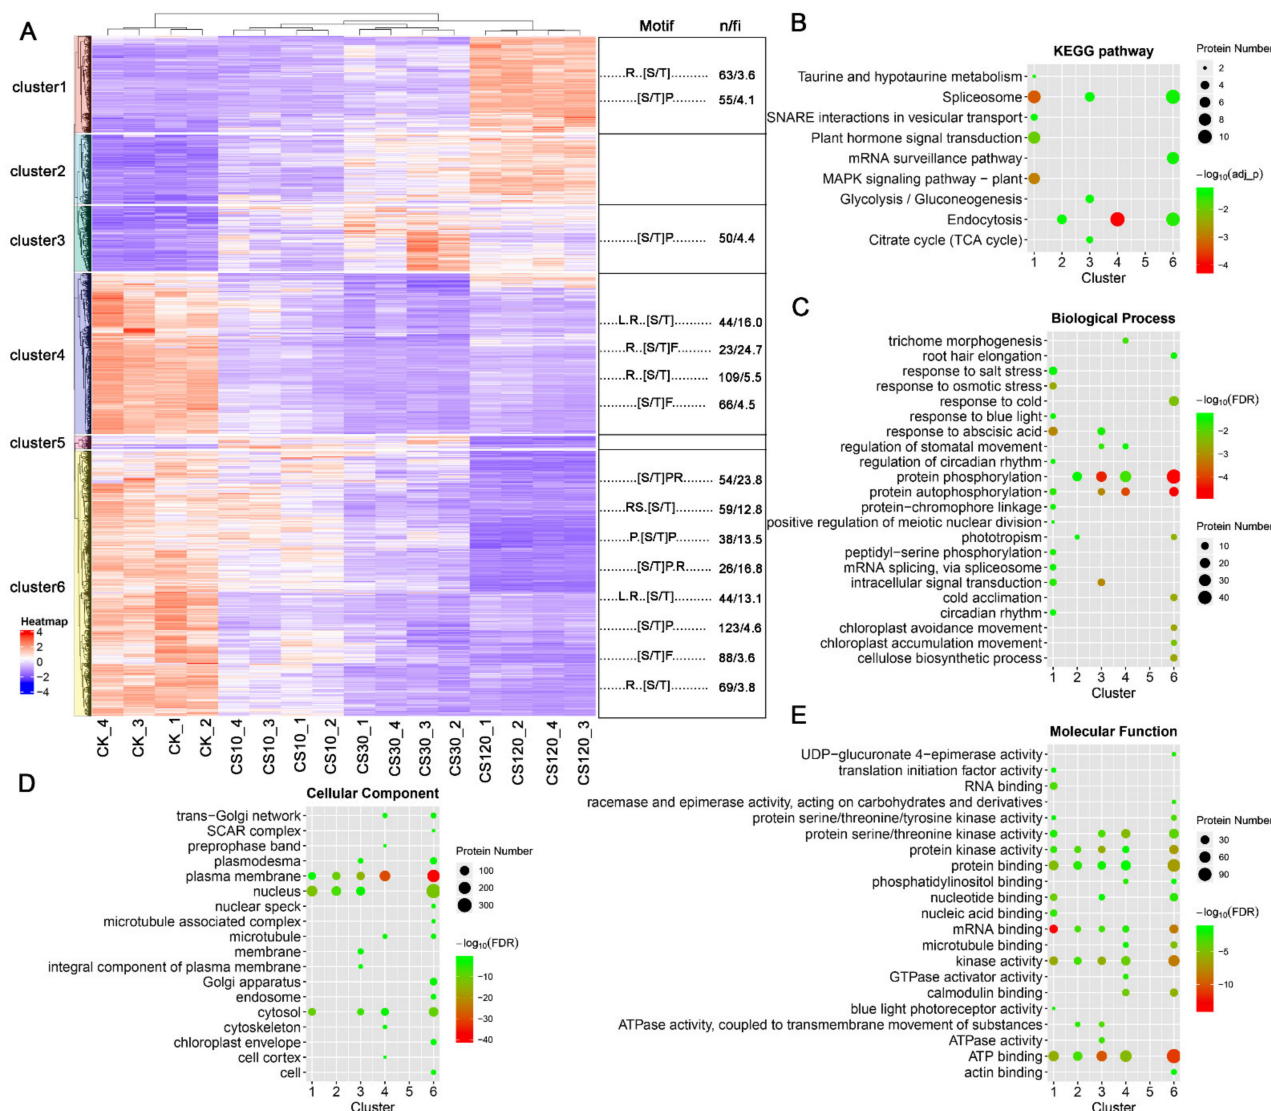 A
Motif n/fi
cluster1
......R..[S/T].......... 63/3.6
.........[S/T]P......... 55/4.1
cluster2
cluster3
.........[S/T]P......... 50/4.4
cluster4
....L.R..[S/T].......... 44/16.0
......R..[S/T]F......... 23/24.7
......R..[S/T].......... 109/5.5
.........[S/T]F......... 66/4.5
cluster5
cluster6
.........[S/T]PR........ 54/23.8
......RS.[S/T].......... 59/12.8
.......P.[S/T]P......... 38/13.5
.........[S/T]P.R....... 26/16.8
....L.R..[S/T].......... 44/13.1
.........[S/T]P......... 123/4.6
.........[S/T]F......... 88/3.6
......R..[S/T].......... 69/3.8
Heatmap
4
2
0
−2
−4
CK_4
CK_3
CK_1
CK_2
CS10_4
CS10_3
CS10_1
CS10_2
CS30_1
CS30_4
CS30_3
CS30_2
CS120_1
CS120_2
CS120_4
CS120_3
B
KEGG pathway
Taurine and hypotaurine metabolism
Spliceosome
SNARE interactions in vesicular transport
Plant hormone signal transduction
mRNA surveillance pathway
MAPK signaling pathway − plant
Glycolysis / Gluconeogenesis
Endocytosis
Citrate cycle (TCA cycle)
1 2 3 4 5 6
Cluster
Protein Number
2
4
6
8
10
−log10(adj_p)
−2
−3
−4
C
Biological Process
trichome morphogenesis
root hair elongation
response to salt stress
response to osmotic stress
response to cold
response to blue light
response to abscisic acid
regulation of stomatal movement
regulation of circadian rhythm
protein phosphorylation
protein autophosphorylation
protein−chromophore linkage
positive regulation of meiotic nuclear division
phototropism
peptidyl−serine phosphorylation
mRNA splicing, via spliceosome
intracellular signal transduction
cold acclimation
circadian rhythm
chloroplast avoidance movement
chloroplast accumulation movement
cellulose biosynthetic process
1 2 3 4 5 6
Cluster
−log10(FDR)
−2
−3
−4
Protein Number
10
20
30
40
D
Cellular Component
trans−Golgi network
SCAR complex
preprophase band
plasmodesma
plasma membrane
nucleus
nuclear speck
microtubule associated complex
microtubule
membrane
integral component of plasma membrane
Golgi apparatus
endosome
cytosol
cytoskeleton
chloroplast envelope
cell cortex
cell
1 2 3 4 5 6
Cluster
Protein Number
100
200
300
−log10(FDR)
−10
−20
−30
−40
E
Molecular Function
UDP−glucuronate 4−epimerase activity
translation initiation factor activity
RNA binding
racemase and epimerase activity, acting on carbohydrates and derivatives
protein serine/threonine/tyrosine kinase activity
protein serine/threonine kinase activity
protein kinase activity
protein binding
phosphatidylinositol binding
nucleotide binding
nucleic acid binding
mRNA binding
microtubule binding
kinase activity
GTPase activator activity
calmodulin binding
blue light photoreceptor activity
ATPase activity, coupled to transmembrane movement of substances
ATPase activity
ATP binding
actin binding
1 2 3 4 5 6
Cluster
Protein Number
30
60
90
−log10(FDR)
−5
−10